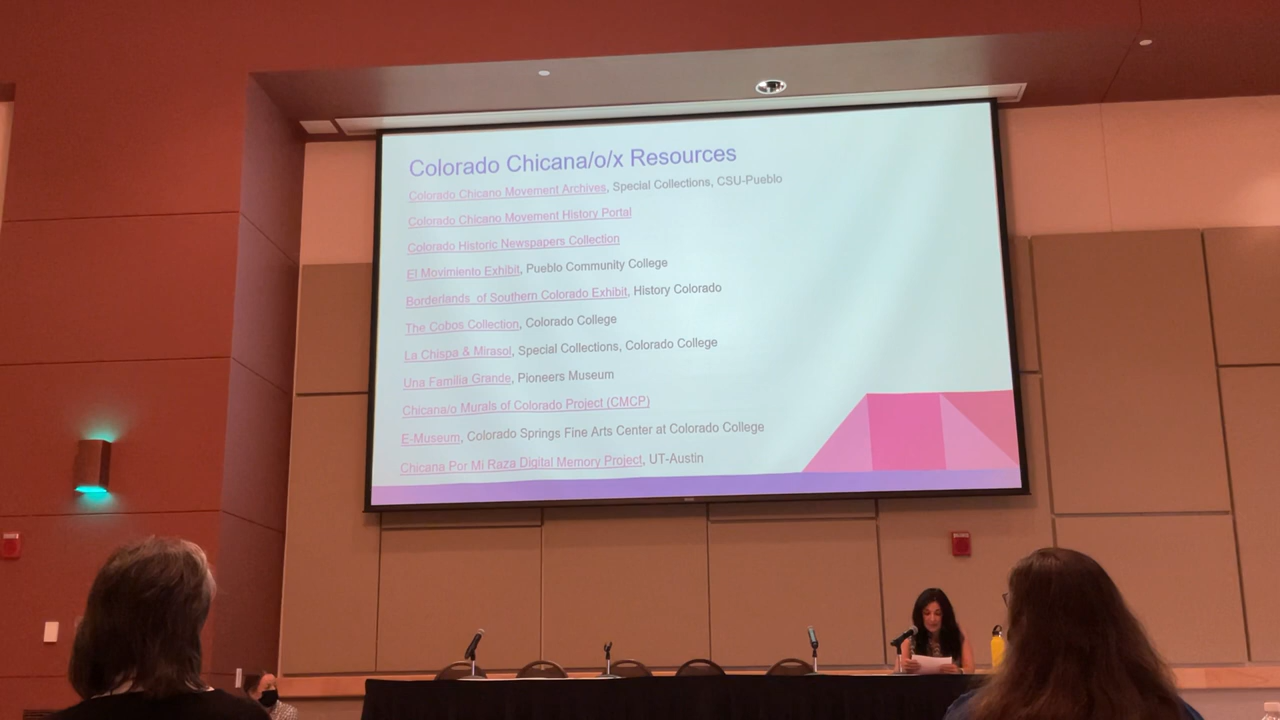 Colorado Chicana/o/x Resources
Colorado Chicano Movement Archives, Special Collections, CSU-Pueblo
Colorado Chicano Movement History Portal
Colorado Historic Newspapers Collection
El Movimiento Exhibit, Pueblo Community College
Borderlands of Southern Colorado Exhibit, History Colorado
The Cobos Collection, Colorado College
La Chispa & Mirasol, Special Collections, Colorado College
Una Familia Grande, Pioneers Museum
Chicana/o Murals of Colorado Project (CMCP)
E-Museum, Colorado Springs Fine Arts Center at Colorado College
Chicana Por Mi Raza Digital Memory Project, UT-Austin